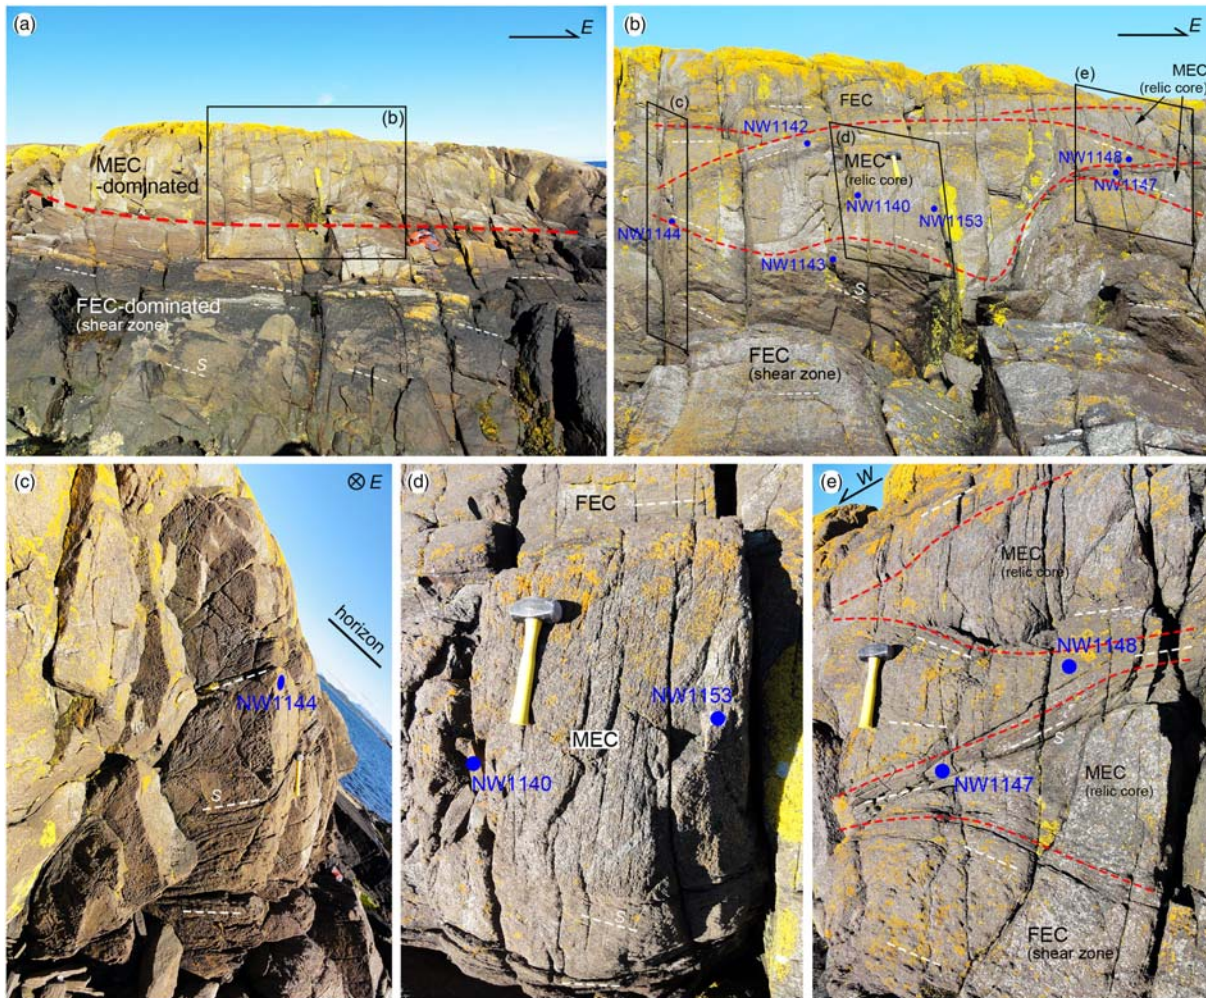 (a)
E
(b)
MEC
-dominated
FEC-dominated
(shear zone)
S
(b)
E
(e)
MEC
(relic core)
(c)
FEC
NW1142
(d)
MEC
(relic core)
NW1148
NW1147
NW1140
NW1153
NW1144
NW1143
S
FEC
(shear zone)
(c)
E
horizon
NW1144
S
(d)
FEC
NW1153
MEC
NW1140
S
(e)
W
MEC
(relic core)
NW1148
S
NW1147
MEC
(relic core)
FEC
(shear zone)